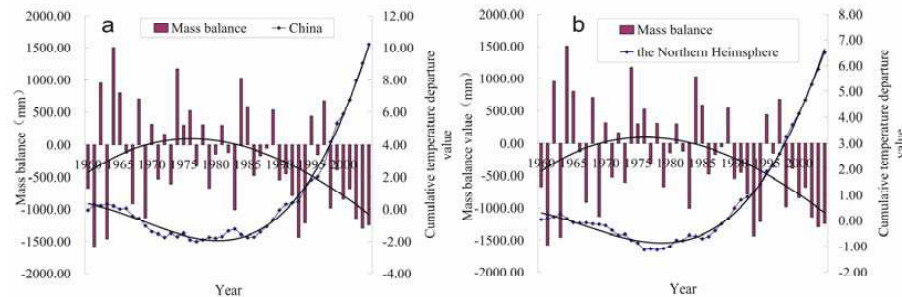 a
Mass balance
China
2000.00
1500.00
1000.00
500.00
0.00
-500.00
-1000.00
-1500.00
-2000.00
Mass balance（mm）
1960 1965 1970 1975 1980 1985 1990 1995 2000
12.00
10.00
8.00
6.00
4.00
2.00
0.00
-2.00
-4.00
Cumulative temperature departure
value
Year
b
Mass balance
the Northern Heimsphere
2000.00
1500.00
1000.00
500.00
0.00
-500.00
-1000.00
-1500.00
-2000.00
Mass balance value（mm）
1960 1965 1970 1975 1980 1985 1990 1995 2000
8.00
7.00
6.00
5.00
4.00
3.00
2.00
1.00
0.00
-1.00
-2.00
Cumulative temperature departure
value
Year